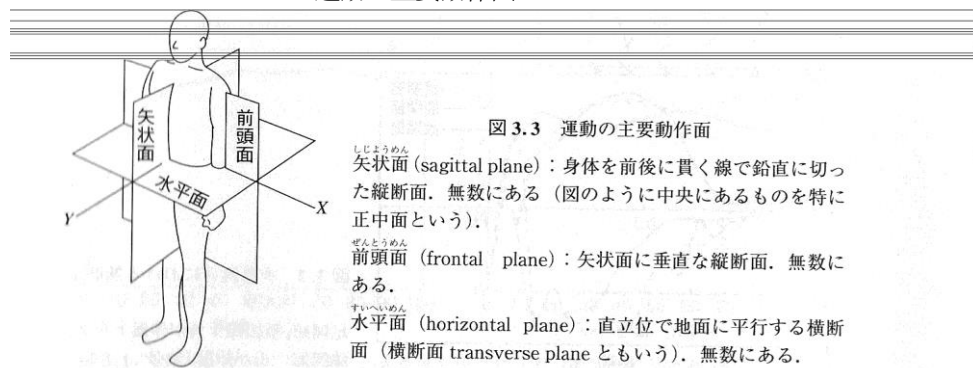 矢状面
前頭面
水平面
Y
X
図3.3 運動の主要動作面
しじようめん
矢状面(sagittal plane):身体を前後に貫く線で鉛直に切っ
た縦断面.無数にある(図のように中央にあるものを特に
正中面という).
ぜんとうめん
前頭面(frontal plane):矢状面に垂直な縦断面.無数に
ある.
すいへいめん
水平面(horizontal plane):直立位で地面に平行する横断
面(横断面 transverse plane ともいう).無数にある.